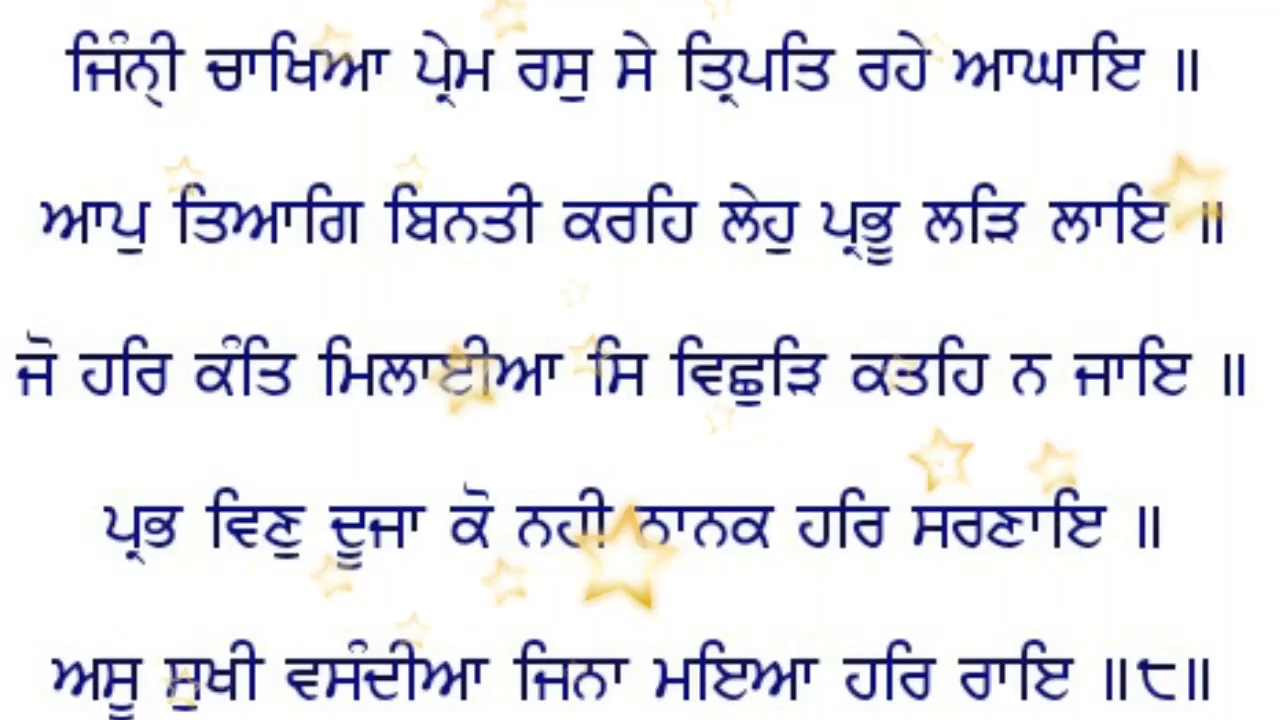 ਜਿੰਨੀ੍ ਚਾਖਿਆ ਪ੍ਰੇਮ ਰਸੁ ਸੇ ਤ੍ਰਿਪਤਿ ਰਹੇ ਆਘਾਇ ॥
ਆਪੁ ਤਿਆਗਿ ਬਿਨਤੀ ਕਰਹਿ ਲੇਹੁ ਪ੍ਰਭੂ ਲੜਿ ਲਾਇ ॥
ਜੋ ਹਰਿ ਕੰਤਿ ਮਿਲਾਈਆ ਸਿ ਵਿਛੁੜਿ ਕਤਹਿ ਨ ਜਾਇ ॥
ਪ੍ਰਭ ਵਿਣੁ ਦੂਜਾ ਕੋ ਨਹੀ ਨਾਨਕ ਹਰਿ ਸਰਣਾਇ ॥
ਅਸੂ ਸੁਖੀ ਵਸੰਦੀਆ ਜਿਨਾ ਮਇਆ ਹਰਿ ਰਾਇ ॥੮॥